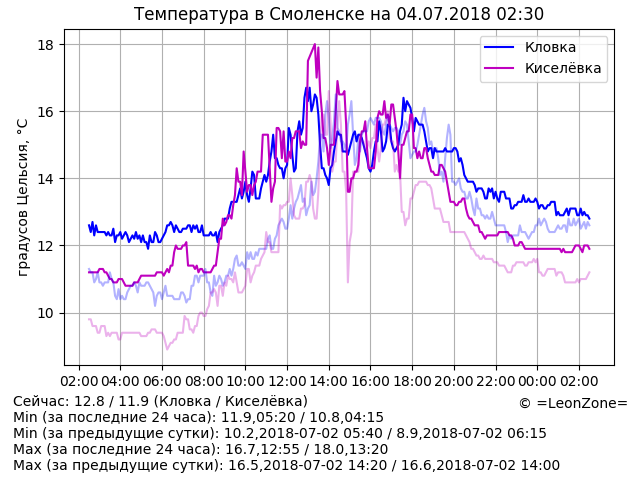 Температура в Смоленске на 04.07.2018 02:30
Кловка
Киселёвка
градусов Цельсия, °C
18
16
14
12
10
02:00 04:00 06:00 08:00 10:00 12:00 14:00 16:00 18:00 20:00 22:00 00:00 02:00
Сейчас: 12.8 / 11.9 (Кловка / Киселёвка)
© =LeonZone=
Min (за последние 24 часа): 11.9,05:20 / 10.8,04:15
Min (за предыдущие сутки): 10.2,2018-07-02 05:40 / 8.9,2018-07-02 06:15
Max (за последние 24 часа): 16.7,12:55 / 18.0,13:20
Max (за предыдущие сутки): 16.5,2018-07-02 14:20 / 16.6,2018-07-02 14:00